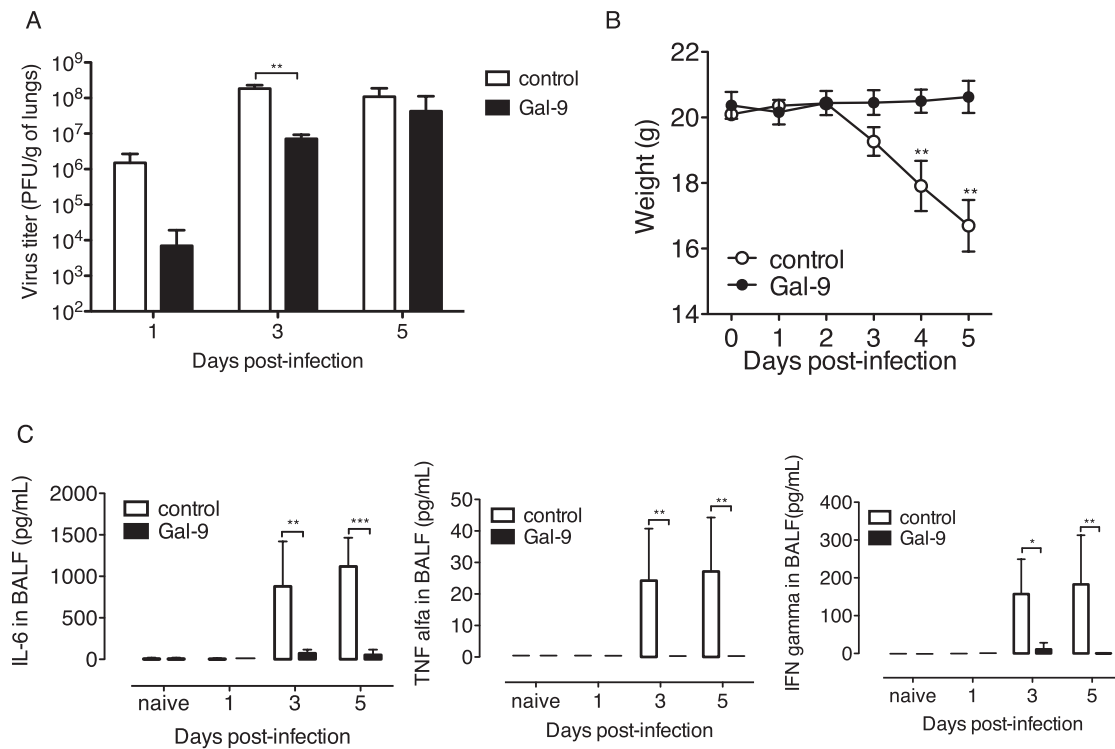 A
Virus titer (PFU/g of lungs)
10⁹
10⁸
10⁷
10⁶
10⁵
10⁴
10³
10²
**
control
Gal-9
1 3 5
Days post-infection
B
Weight (g)
22
20
18
16
14
**
**
control
Gal-9
0 1 2 3 4 5
Days post-infection
C
IL-6 in BALF (pg/mL)
2000
1500
1000
500
0
control
Gal-9
** ***
naive 1 3 5
Days post-infection
TNF alfa in BALF (pg/mL)
50
40
30
20
10
0
control
Gal-9
** **
naive 1 3 5
Days post-infection
IFN gamma in BALF(pg/mL)
400
300
200
100
0
control
Gal-9
* **
naive 1 3 5
Days post-infection